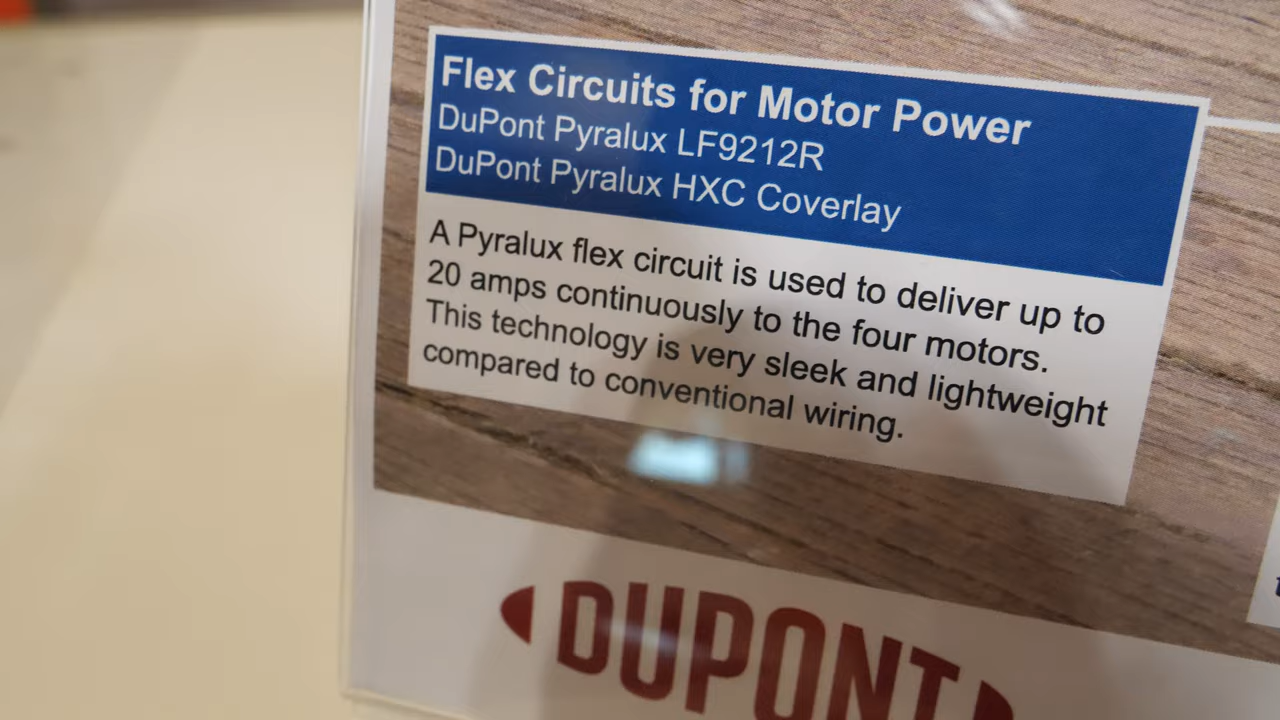 Flex Circuits for Motor Power
DuPont Pyralux LF9212R
DuPont Pyralux HXC Coverlay
A Pyralux flex circuit is used to deliver up to
20 amps continuously to the four motors.
This technology is very sleek and lightweight
compared to conventional wiring.
DUPONT